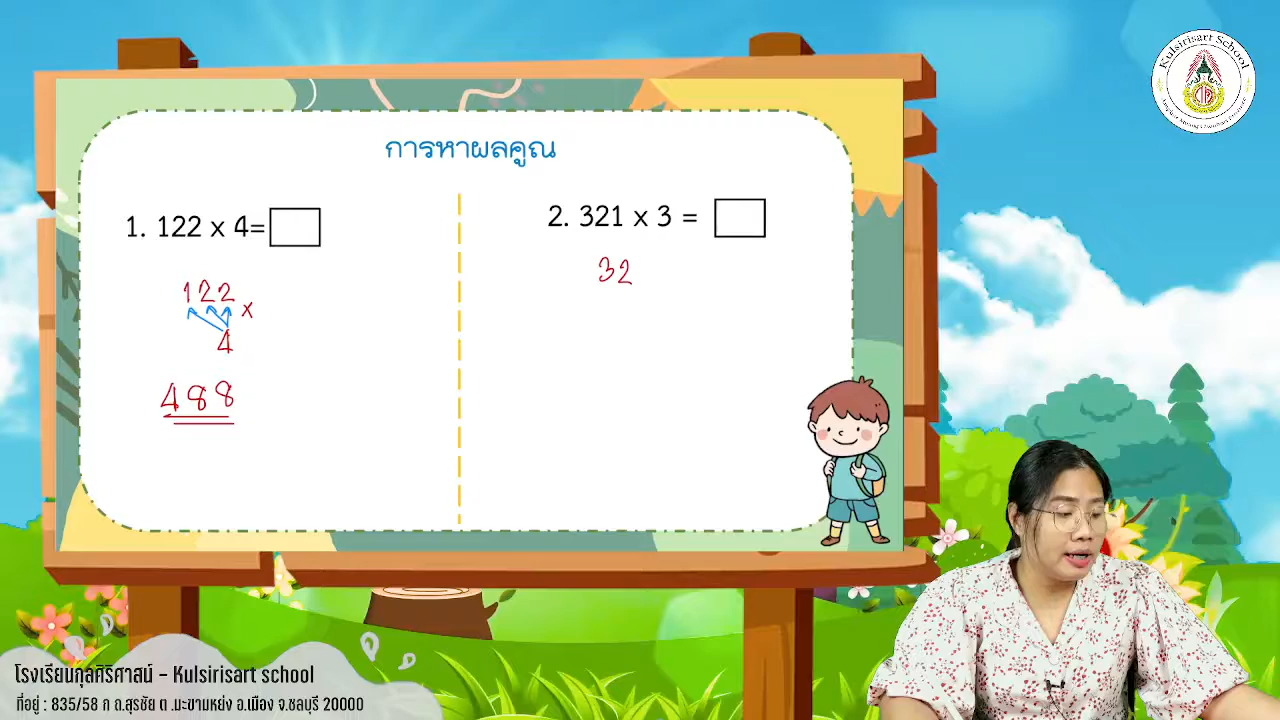 Kulsirisart School
การหาผลคูณ
1. 122 x 4=
122
x
4
488
2. 321 x 3 =
32
โรงเรียนกุลศิริศาสน์ - Kulsirisart school
ที่อยู่ : 835/58 ก ถ.สุรชัย ต .มะขามหย่ง อ.เมือง จ.ชลบุรี 20000